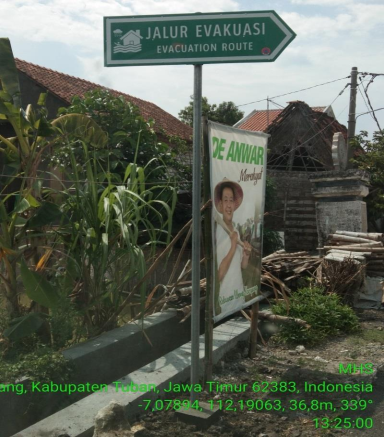 JALUR EVAKUASI
EVACUATION ROUTE
DE ANWAR
MHS
ang, Kabupaten Tuban, Jawa Timur 62383, Indonesia
-7,07894, 112,19063, 36,8m, 339°
13:25:00